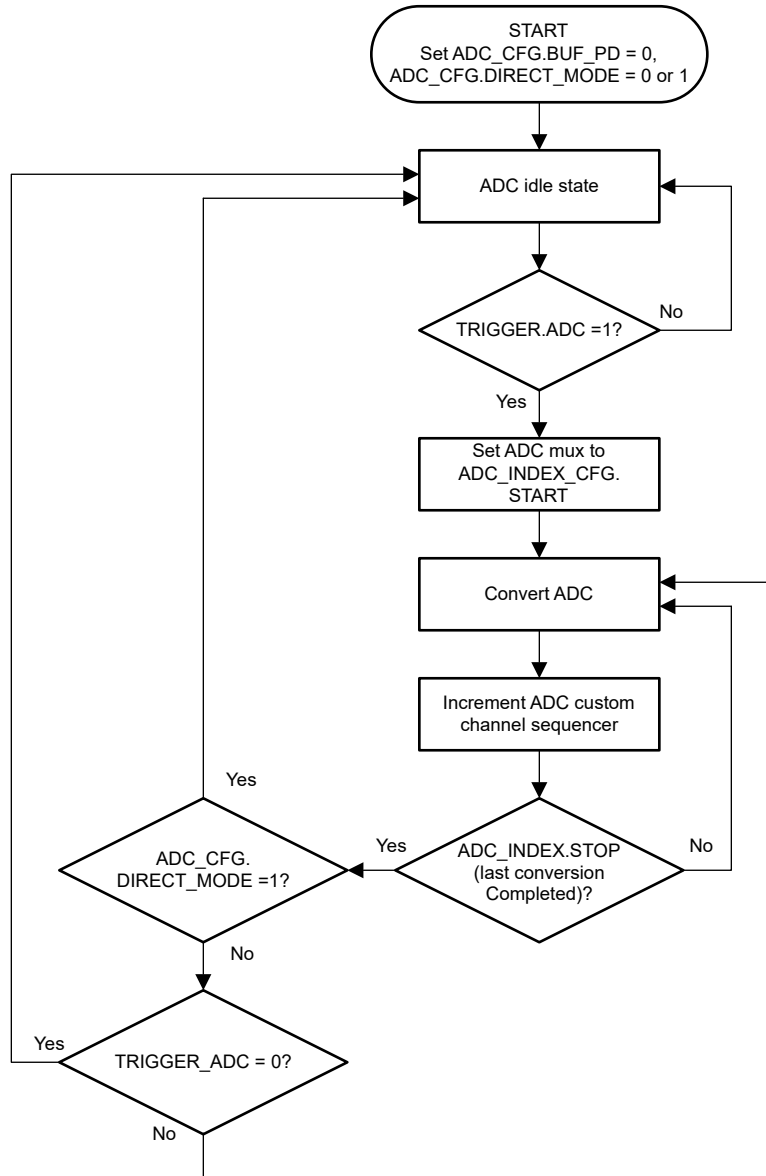 START
Set ADC_CFG.BUF_PD = 0,
ADC_CFG.DIRECT_MODE = 0 or 1
ADC idle state
TRIGGER.ADC =1?
No
Yes
Set ADC mux to
ADC_INDEX_CFG.
START
Convert ADC
Increment ADC custom
channel sequencer
ADC_INDEX.STOP
(last conversion
Completed)?
No
Yes
Yes
ADC_CFG.
DIRECT_MODE =1?
No
TRIGGER_ADC = 0?
Yes
No